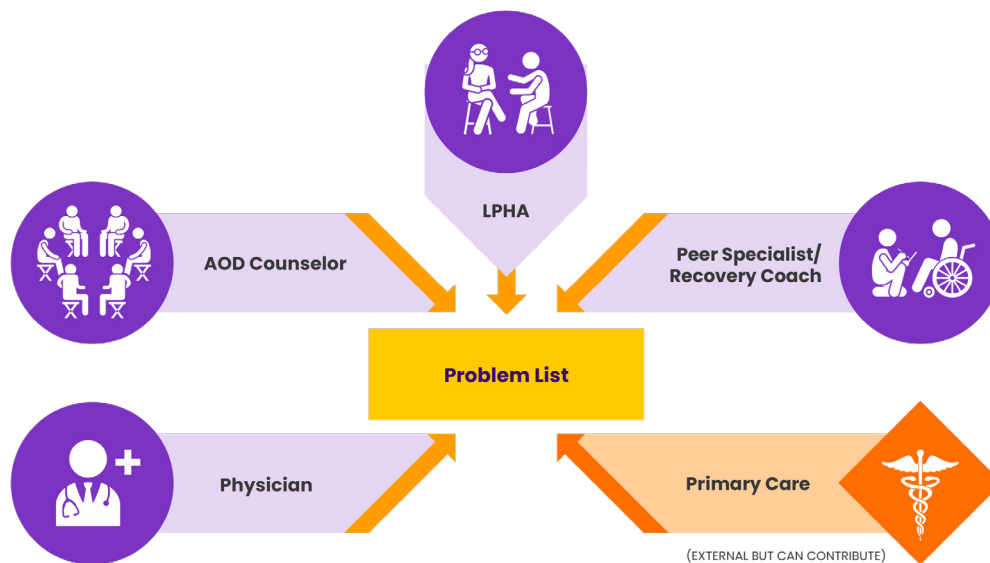 LPHA
AOD Counselor
Peer Specialist/
Recovery Coach
Problem List
Physician
Primary Care
(EXTERNAL BUT CAN CONTRIBUTE)